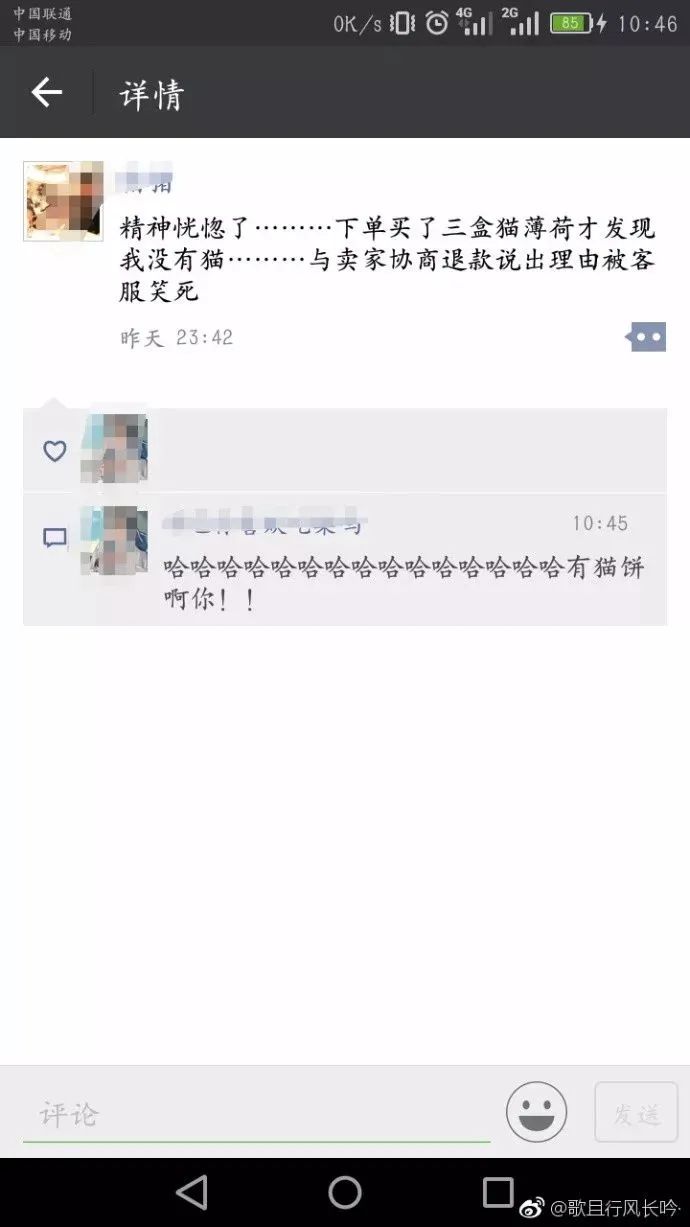 中国联通
中国移动
0K/s 4G 2G 85 10:46
详情
精神恍惚了………下单买了三盒猫薄荷才发现
我没有猫………与卖家协商退款说出理由被客
服笑死
昨天 23:42
10:45
哈哈哈哈哈哈哈哈哈哈哈哈哈哈哈有猫饼
啊你！！
评论
发送
@歌且行风长吟·